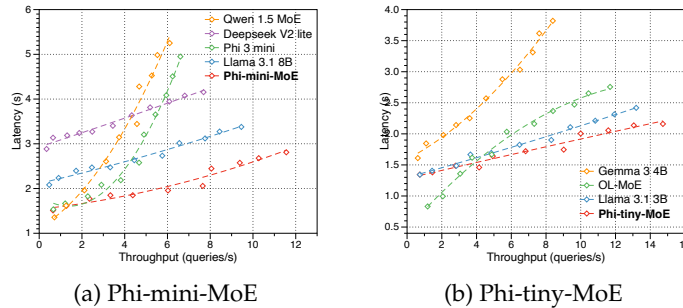 (a)
6
5
4
3
2
1
Latency (s)
0
2
4
6
8
10
12
Throughput (queries/s)
Qwen 1.5 MoE
Deepseek V2 lite
Phi 3 mini
Llama 3.1 8B
Phi-mini-MoE
(b)
4.0
3.5
3.0
2.5
2.0
1.5
1.0
0.5
Latency (s)
0
2
4
6
8
10
12
14
16
Throughput (queries/s)
Gemma 3 4B
OL-MoE
Llama 3.1 3B
Phi-tiny-MoE
(a) Phi-mini-MoE
(b) Phi-tiny-MoE